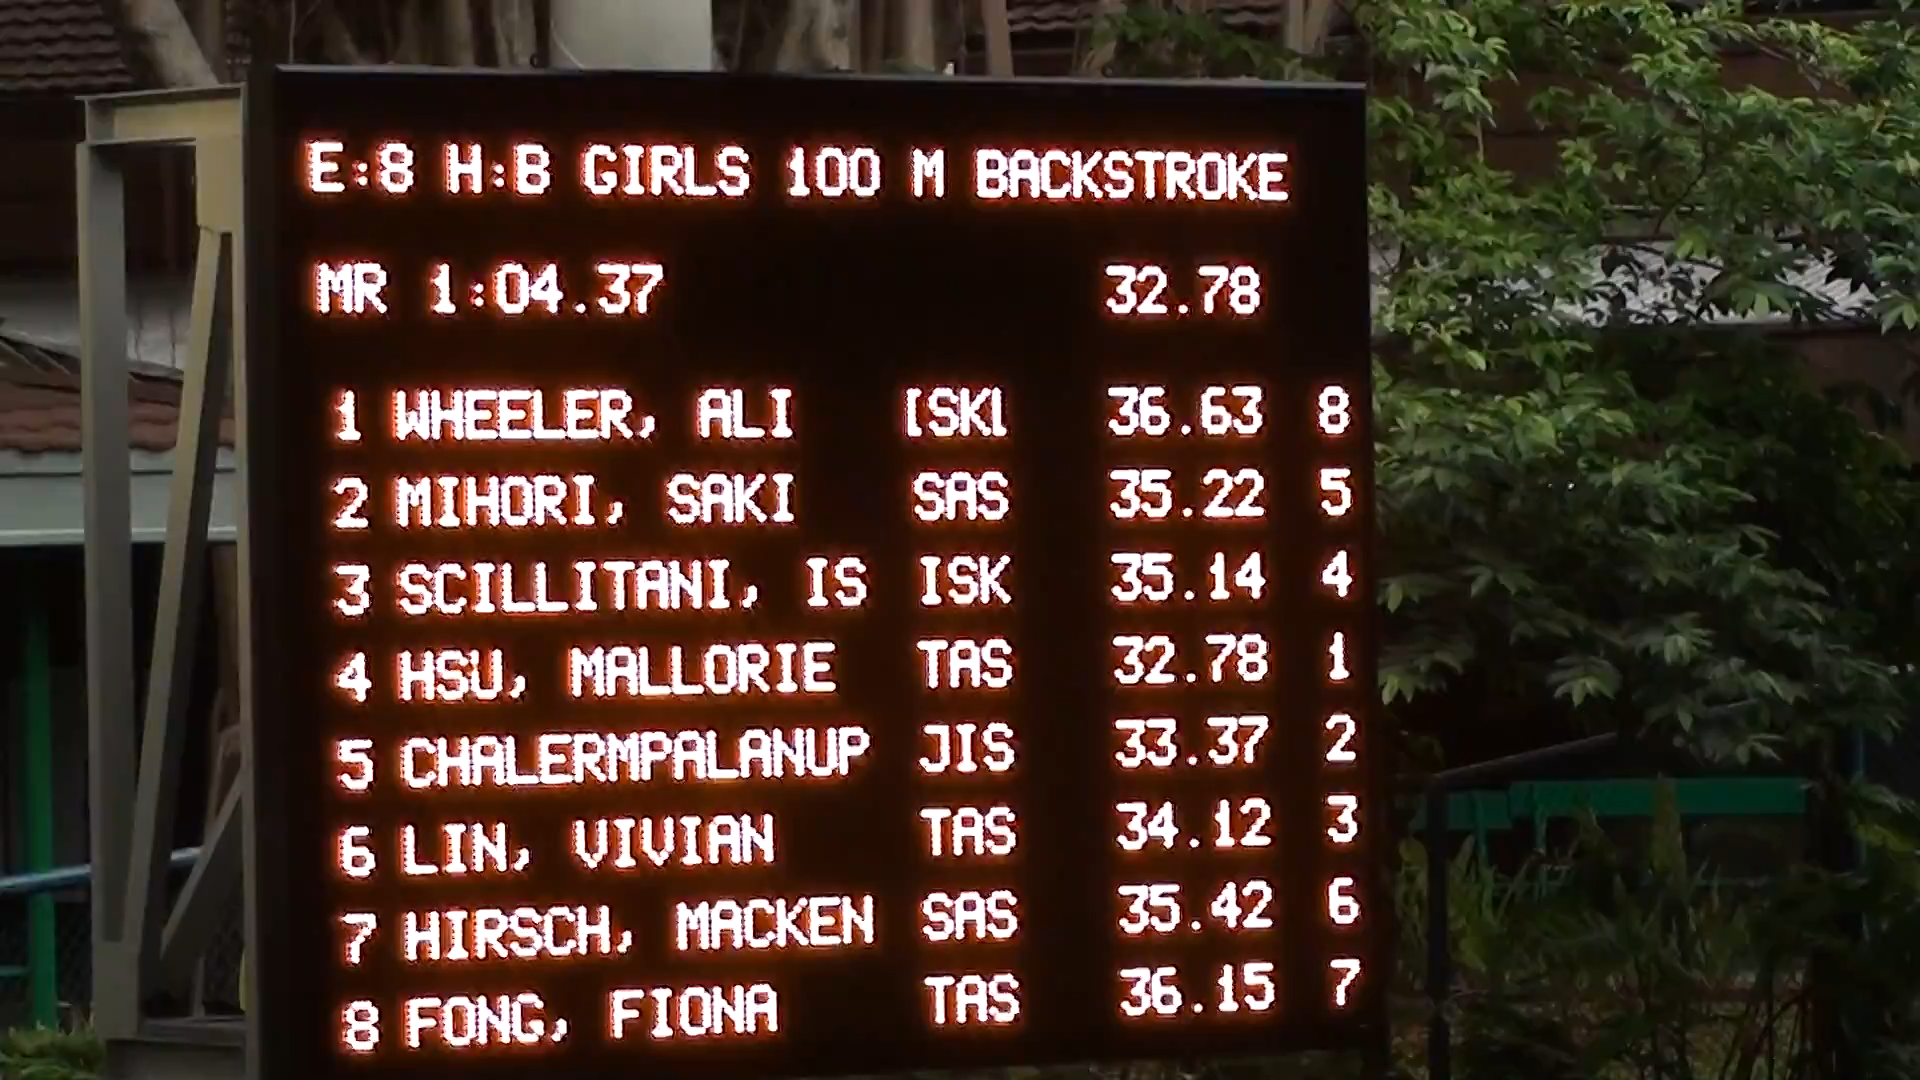 E:8 H:B GIRLS 100 M BACKSTROKE
MR 1:04.37 32.78
1 WHEELER, ALI [SKL 36.63 8
2 MIHORI, SAKI SAS 35.22 5
3 SCILLITANI, IS ISK 35.14 4
4 HSU, MALLORIE TAS 32.78 1
5 CHALERMPALANUP JIS 33.37 2
6 LIN, VIVIAN TAS 34.12 3
7 HIRSCH, MACKEN SAS 35.42 6
8 FONG, FIONA TAS 36.15 7